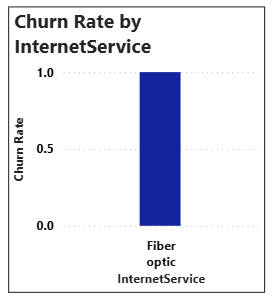 Churn Rate by
InternetService
1.0
0.5
0.0
Churn Rate
Fiber
optic
InternetService